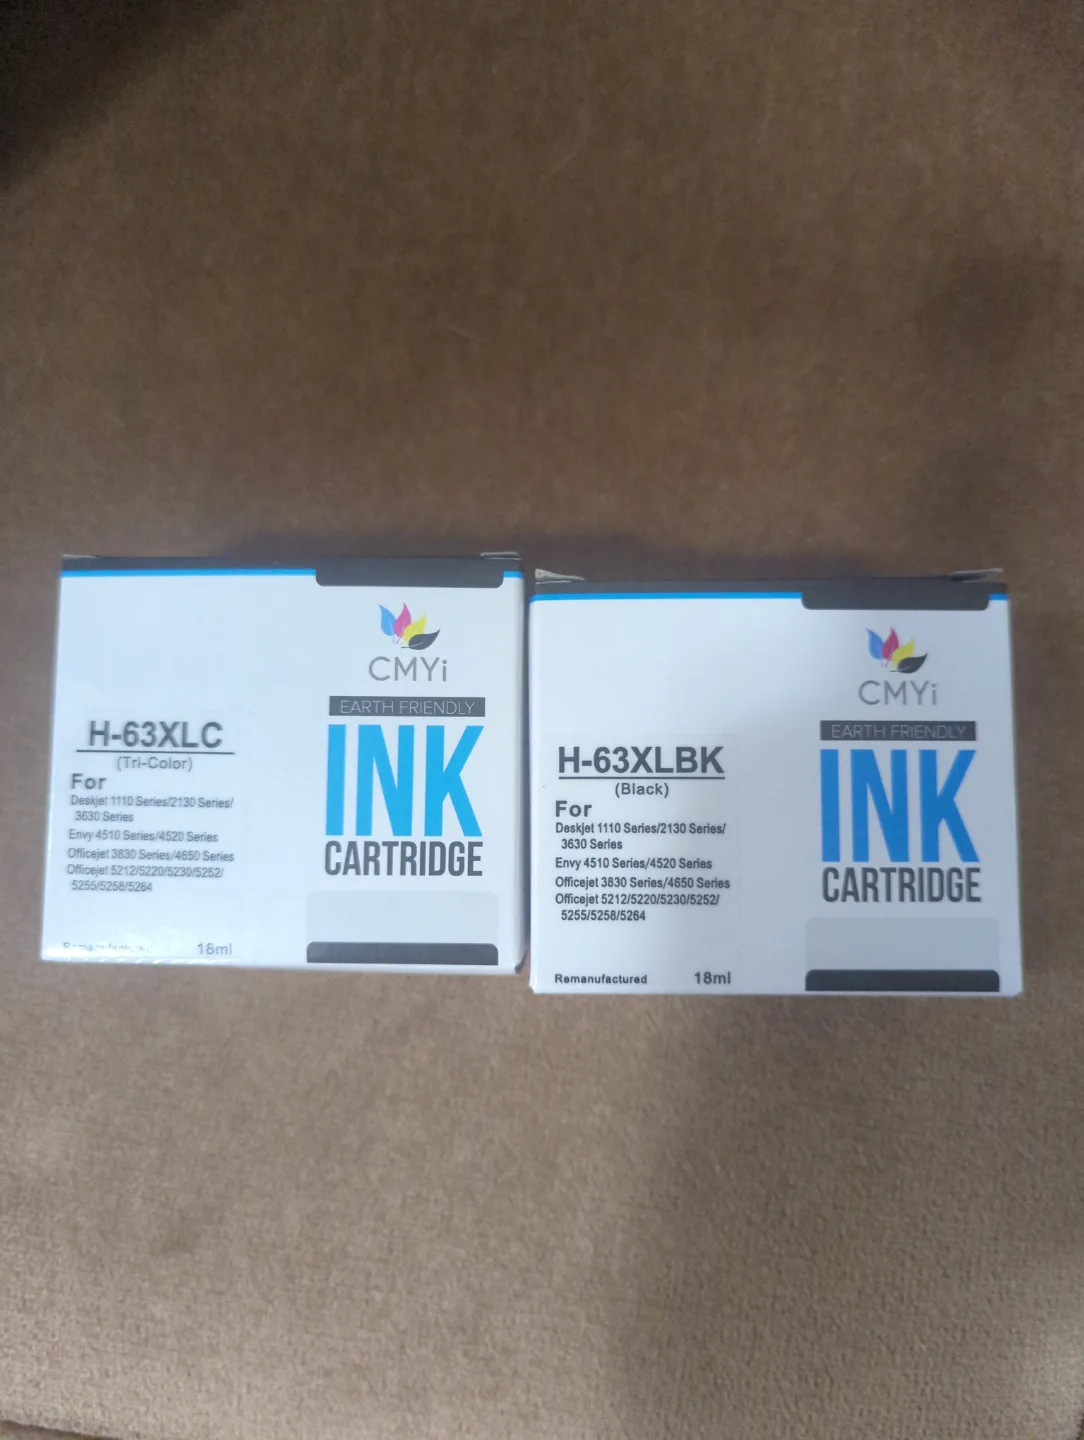 H-63XLC
(Tri-Color)
For
Deskjet 1110 Series/2130 Series/
3630 Series
Envy 4510 Series/4520 Series
Officejet 3830 Series/4650 Series
Officejet 5212/5220/5230/5252/
5255/5258/5264
Remanufactured 18ml
CMYi
EARTH FRIENDLY
INK
CARTRIDGE
H-63XLBK
(Black)
For
Deskjet 1110 Series/2130 Series/
3630 Series
Envy 4510 Series/4520 Series
Officejet 3830 Series/4650 Series
Officejet 5212/5220/5230/5252/
5255/5258/5264
Remanufactured 18ml
CMYi
EARTH FRIENDLY
INK
CARTRIDGE